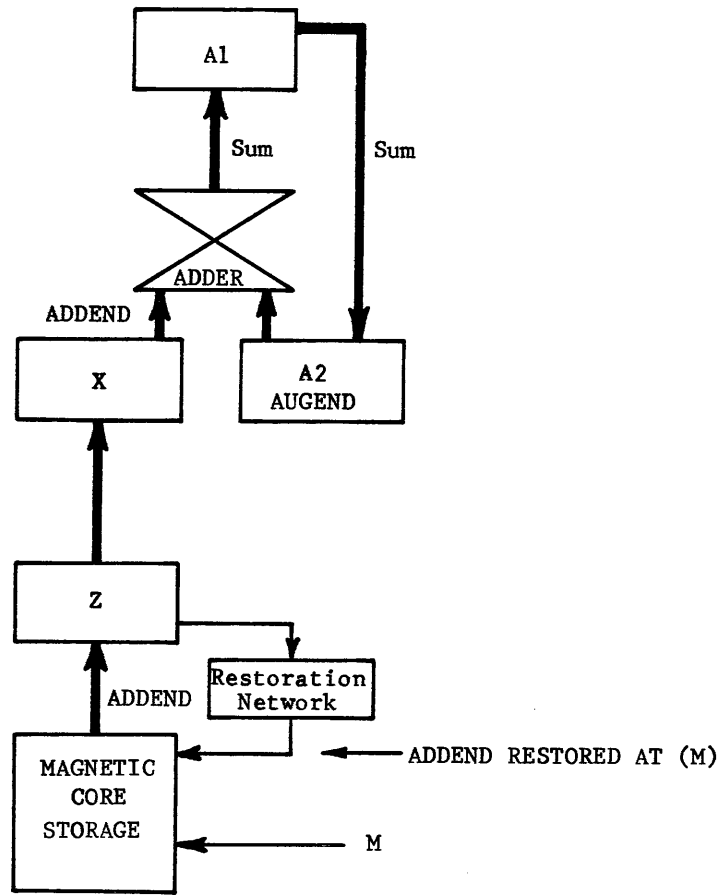 A1
Sum
Sum
ADDER
ADDEND
X
A2
AUGEND
Z
Restoration
Network
ADDEND
MAGNETIC
CORE
STORAGE
ADDEND RESTORED AT (M)
M